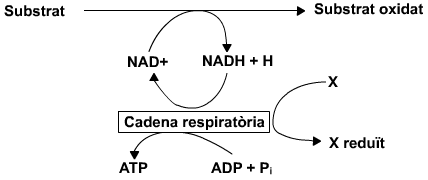 Substrat
Substrat oxidat
NAD+
NADH + H
X
Cadena respiratòria
X reduït
ATP
ADP + Pi